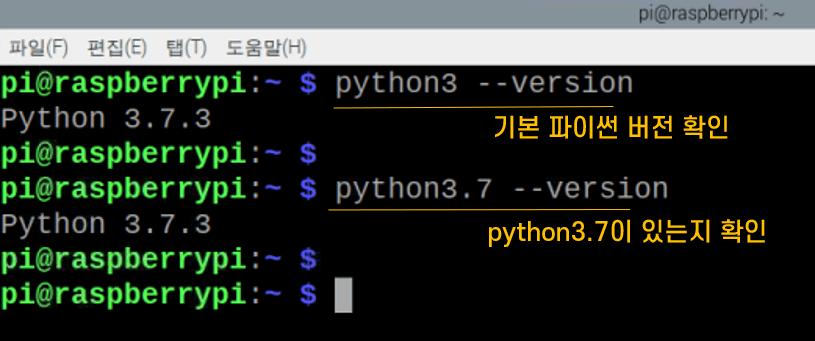 pi@raspberrypi: ~
파일(F) 편집(E) 탭(T) 도움말(H)
pi@raspberrypi:~ $ python3 --version
Python 3.7.3
기본 파이썬 버전 확인
pi@raspberrypi:~ $
pi@raspberrypi:~ $ python3.7 --version
Python 3.7.3
python3.7이 있는지 확인
pi@raspberrypi:~ $
pi@raspberrypi:~ $